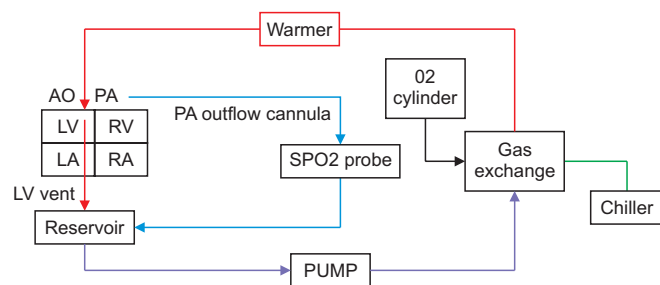 Warmer
02
cylinder
AO PA
PA outflow cannula
LV RV
SPO2 probe
Gas
exchange
LA RA
LV vent
Chiller
Reservoir
PUMP